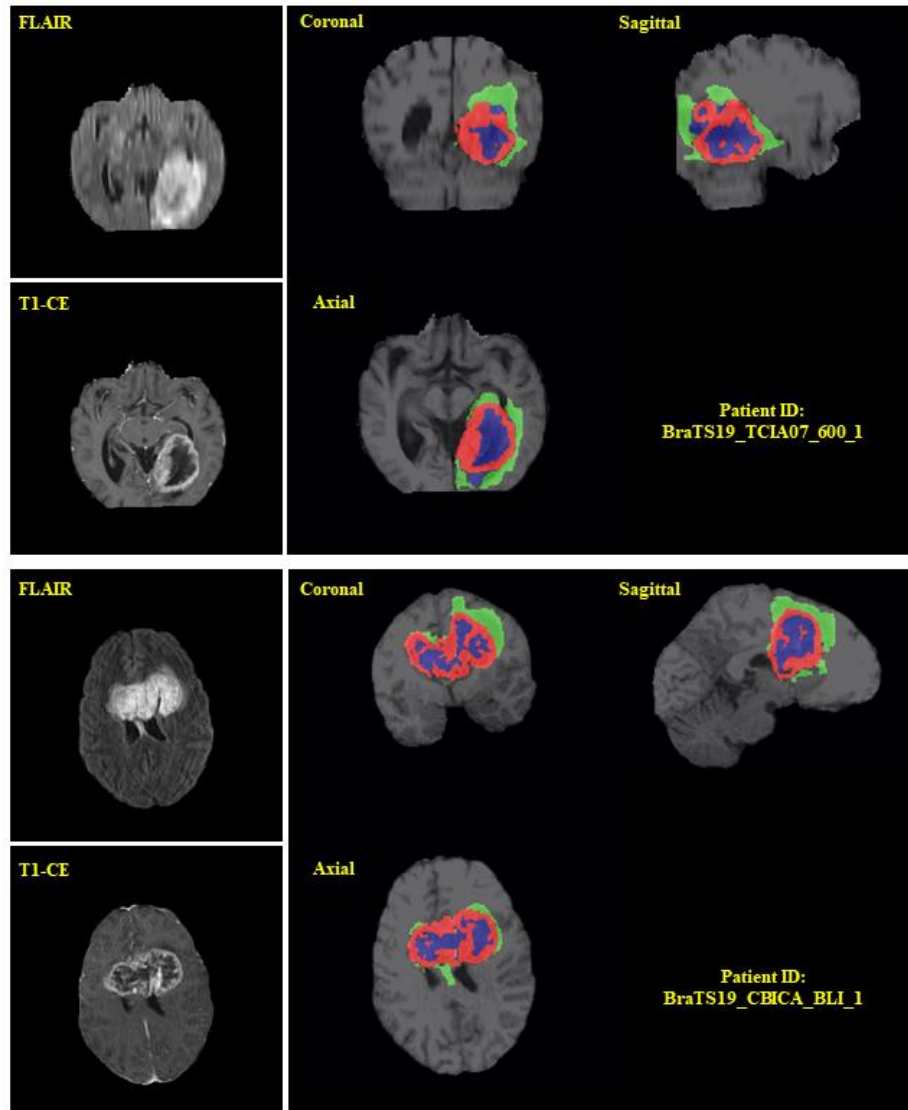 FLAIR
Coronal
Sagittal
T1-CE
Axial
Patient ID:
BraTS19_TCIA07_600_1
FLAIR
Coronal
Sagittal
T1-CE
Axial
Patient ID:
BraTS19_CBICA_BLI_1